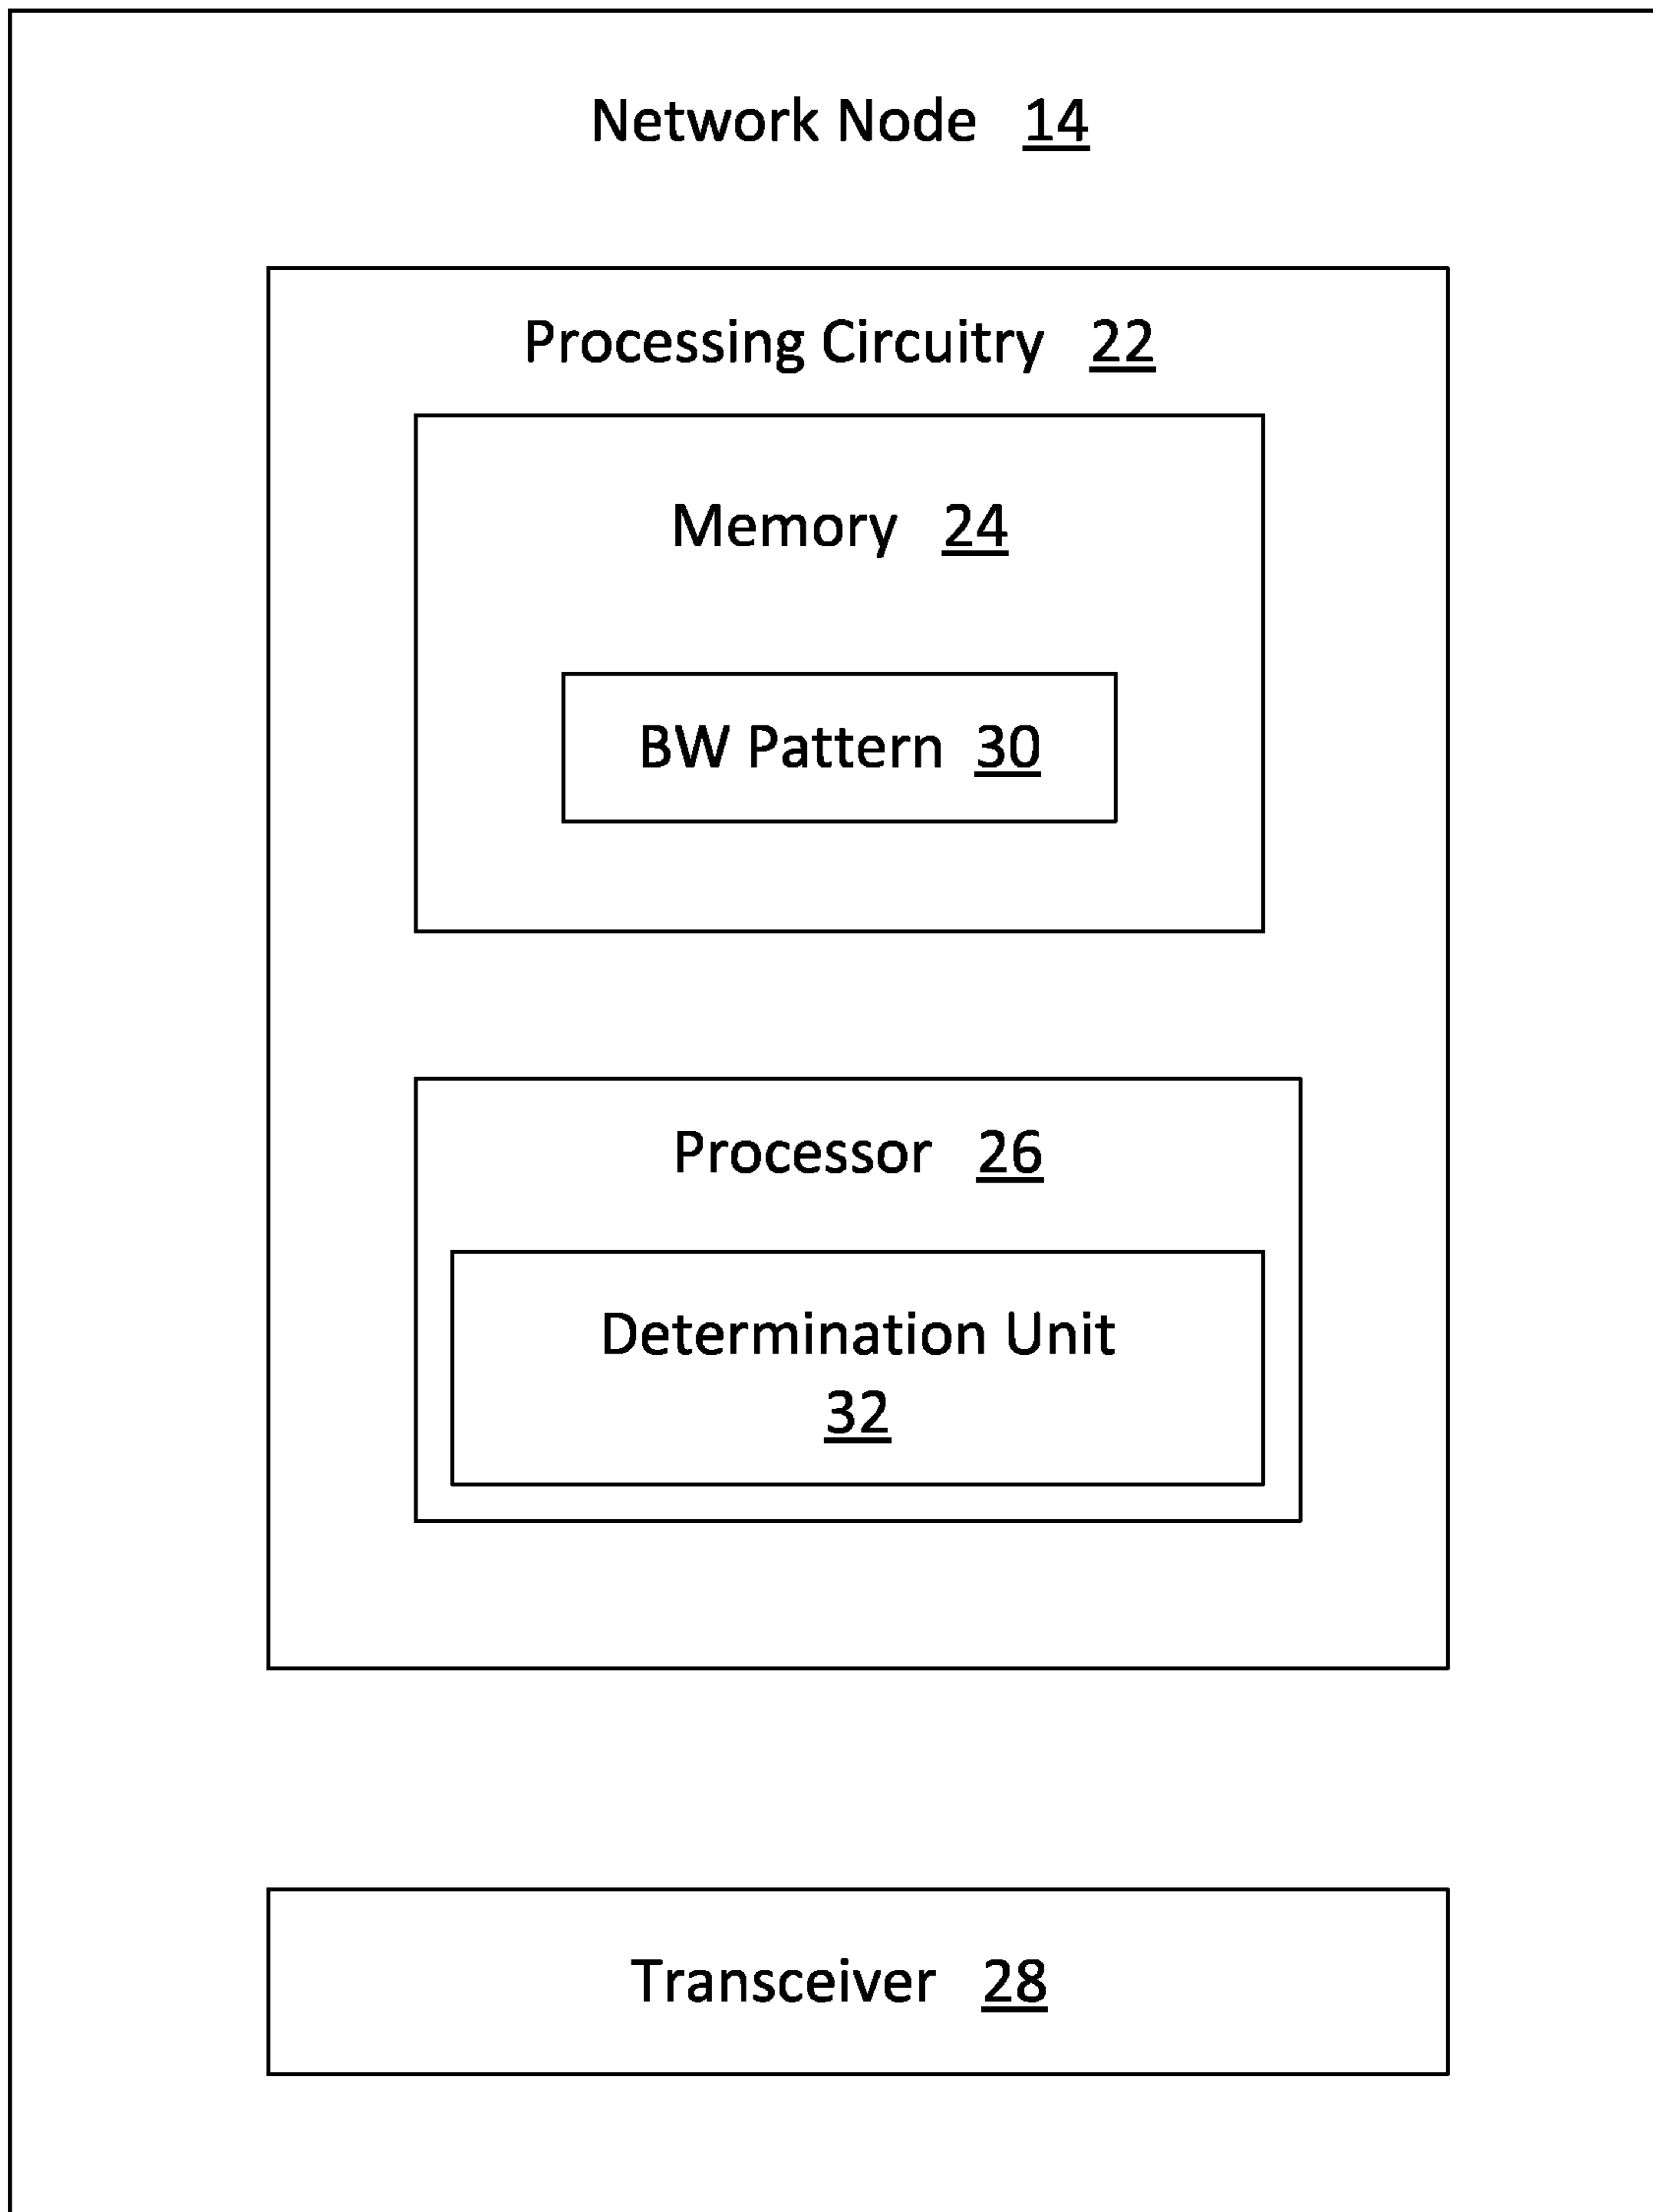 Network Node 14
Processing Circuitry 22
Memory 24
BW Pattern 30
Processor 26
Determination Unit
32
Transceiver 28